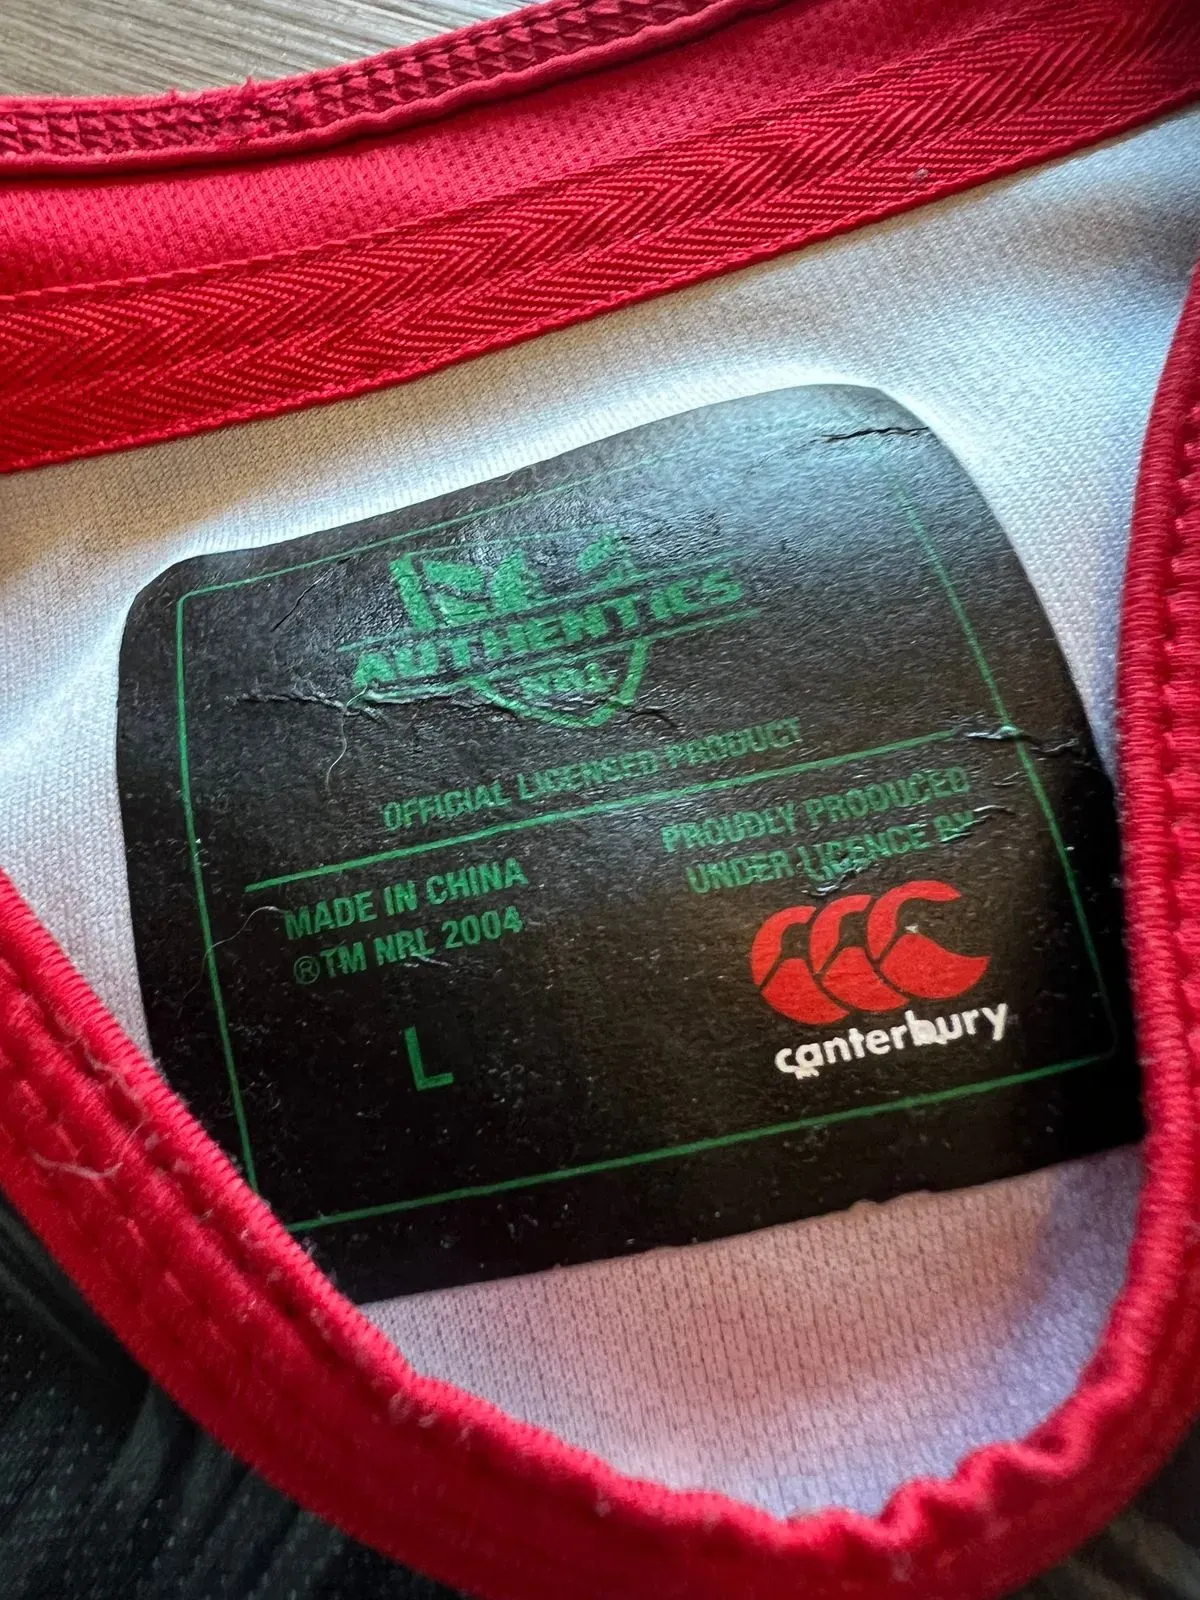 AUTHENTICS
NRL
OFFICIAL LICENSED PRODUCT
MADE IN CHINA
®TM NRL 2004
L
PROUDLY PRODUCED
UNDER LICENCE BY
canterbury